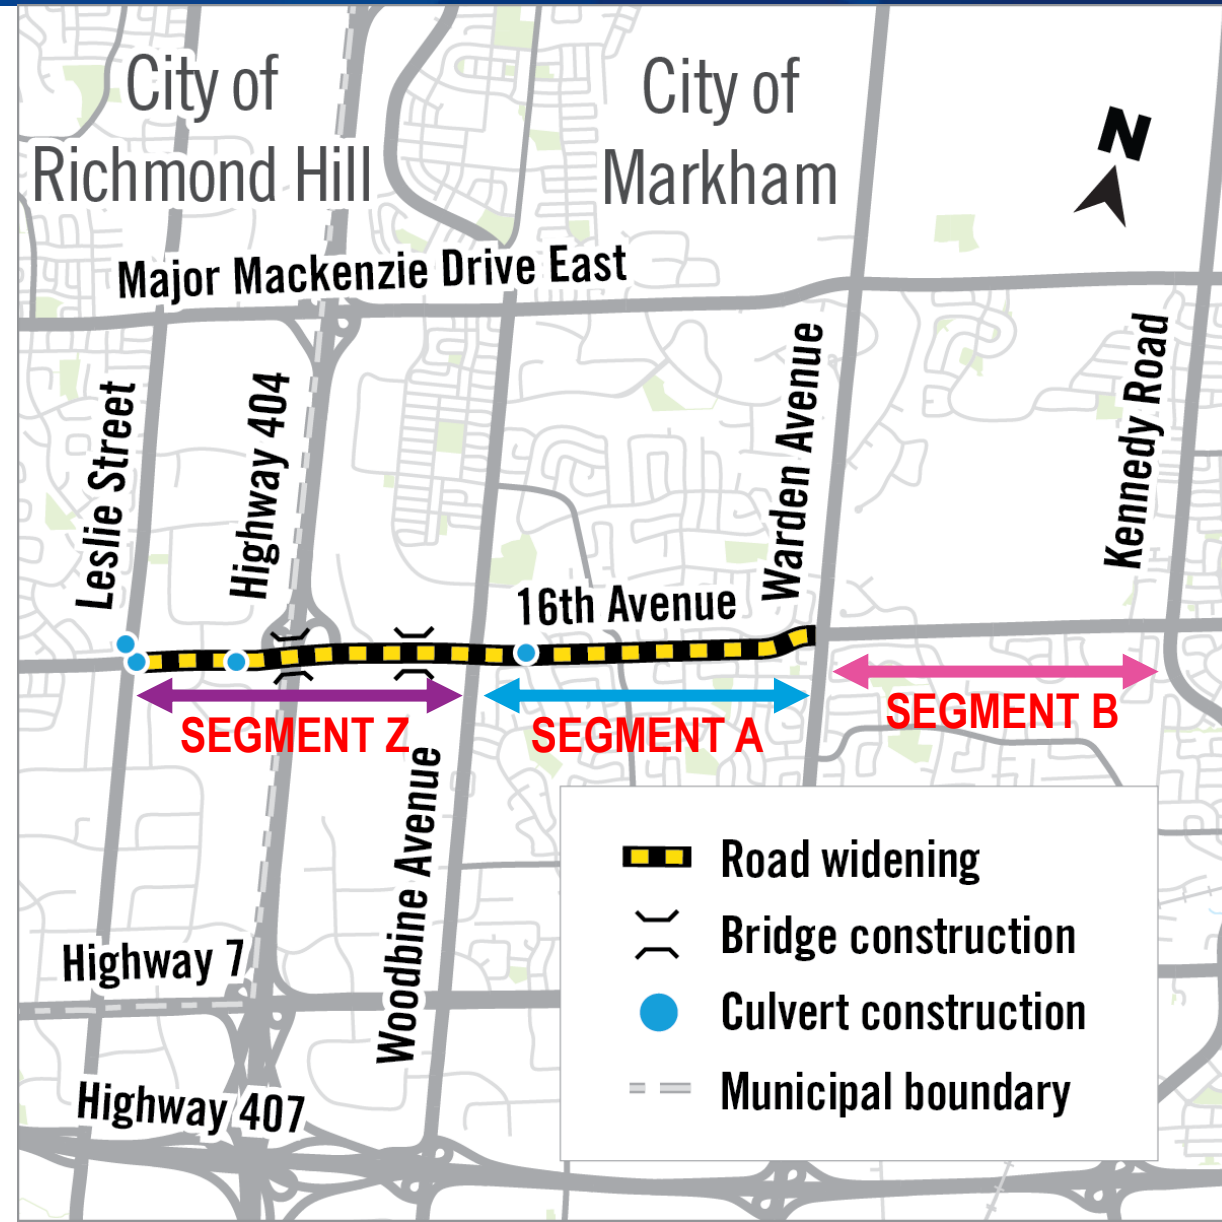 City of
Richmond Hill
City of
Markham
N
Major Mackenzie Drive East
Leslie Street
Highway 404
Warden Avenue
Kennedy Road
16th Avenue
SEGMENT Z
SEGMENT A
SEGMENT B
Woodbine Avenue
Highway 7
Highway 407
Road widening
Bridge construction
Culvert construction
Municipal boundary